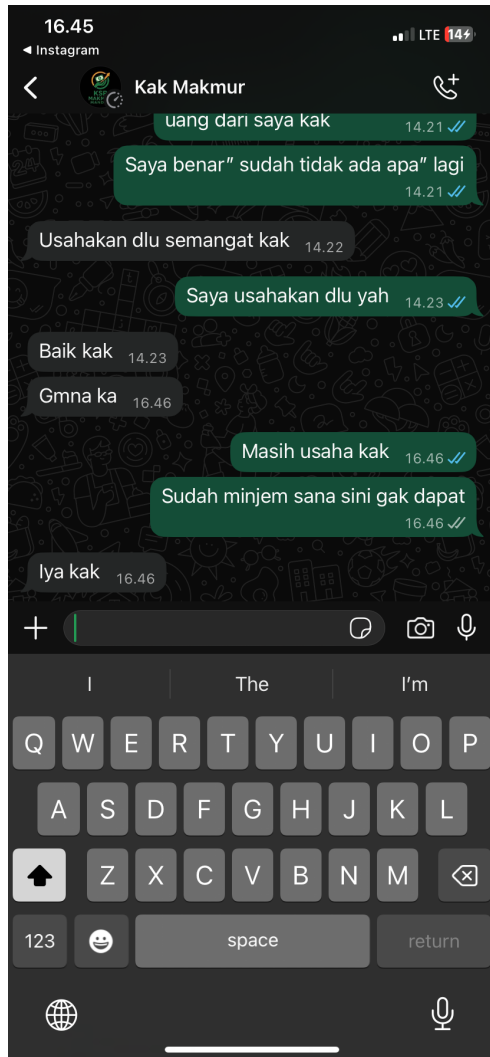 16.45
LTE 14
Instagram
Kak Makmur
uang dari saya kak
14.21
Saya benar" sudah tidak ada apa" lagi
14.21
Usahakan dlu semangat kak 14.22
Saya usahakan dlu yah 14.23
Baik kak 14.23
Gmna ka 16.46
Masih usaha kak 16.46
Sudah minjem sana sini gak dapat
16.46
Iya kak 16.46
I The I'm
Q W E R T Y U I O P
A S D F G H J K L
Z X C V B N M
123 space return